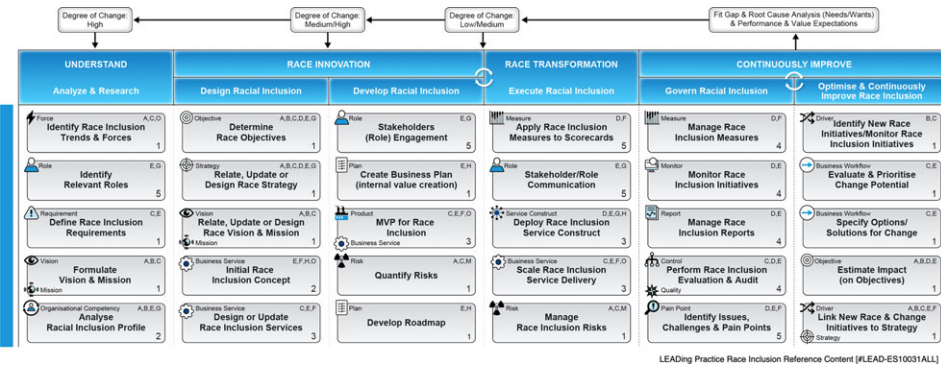 Degree of Change:
High
Degree of Change:
Medium/High
Degree of Change:
Low/Medium
Fit Gap & Root Cause Analysis (Needs/Wants)
& Performance & Value Expectations
UNDERSTAND
RACE INNOVATION
RACE TRANSFORMATION
CONTINUOUSLY IMPROVE
Analyze & Research
Design Racial Inclusion
Develop Racial Inclusion
Execute Racial Inclusion
Govern Racial Inclusion
Optimise & Continuously
Improve Race Inclusion
Force A,C,O
Identify Race Inclusion
Trends & Forces
1
Objective A,B,C,D,E,G
Determine
Race Objectives
1
Role E,G
Stakeholders
(Role) Engagement
5
Measure D,F
Apply Race Inclusion
Measures to Scorecards
5
Measure D,F
Manage Race
Inclusion Measures
4
Driver B,C
Identify New Race
Initiatives/Monitor Race
Inclusion Initiatives
1
Role E,G
Identify
Relevant Roles
5
Strategy A,B,C,D,E,G
Relate, Update or
Design Race Strategy
1
Plan E,H
Create Business Plan
(internal value creation)
1
Role E,G
Stakeholder/Role
Communication
5
Monitor D,E
Monitor Race
Inclusion Initiatives
4
Business Workflow C,E
Evaluate & Prioritise
Change Potential
1
Requirement C,E
Define Race Inclusion
Requirements
1
Vision A,B,C
Relate, Update or Design
Race Vision & Mission
Mission 1
Product C,E,F,O
MVP for Race
Inclusion
Business Service 3
Service Construct D,E,G,H
Deploy Race Inclusion
Service Construct
3
Report D,E
Manage Race
Inclusion Reports
4
Business Workflow C,E
Specify Options/
Solutions for Change
1
Vision A,B,C
Formulate
Vision & Mission
Mission 1
Business Service E,F,H,O
Initial Race
Inclusion Concept
2
Risk A,C,M
Quantify Risks
1
Business Service C,E,F,O
Scale Race Inclusion
Service Delivery
3
Control C,D,E
Perform Race Inclusion
Evaluation & Audit
Quality 4
Objective A,B,D,E
Estimate Impact
(on Objectives)
1
Organisational Competency A,B,E,G
Analyse
Racial Inclusion Profile
2
Business Service C,E,F
Design or Update
Race Inclusion Services
3
Plan E,H
Develop Roadmap
1
Risk A,C,M
Manage
Race Inclusion Risks
1
Pain Point D,E,F
Identify Issues,
Challenges & Pain Points
5
Driver A,B,C,E,F
Link New Race & Change
Initiatives to Strategy
Strategy 1
LEADing Practice Race Inclusion Reference Content [#LEAD-ES10031ALL]